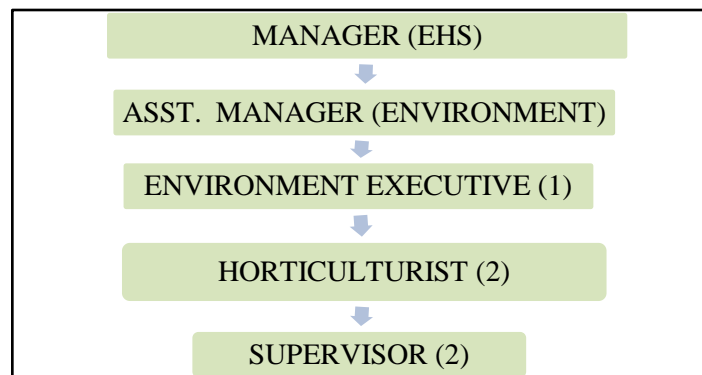 MANAGER (EHS)
ASST. MANAGER (ENVIRONMENT)
ENVIRONMENT EXECUTIVE (1)
HORTICULTURIST (2)
SUPERVISOR (2)